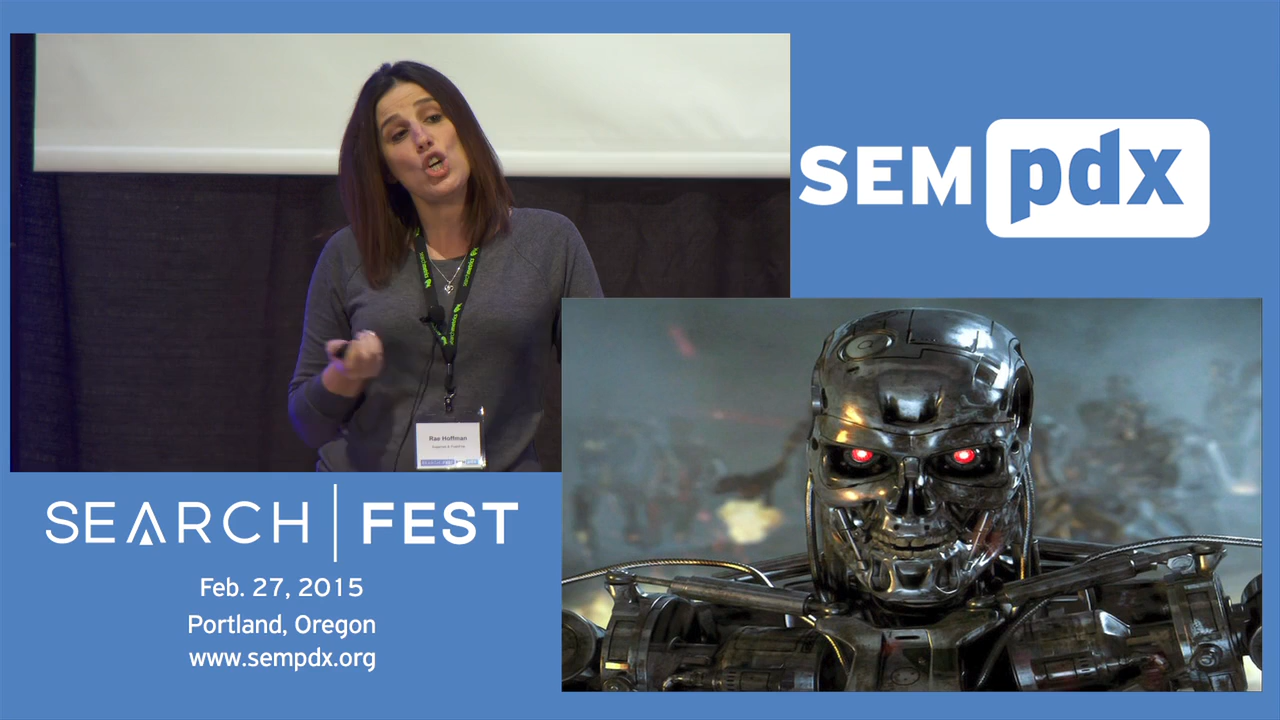 SEM pdx
Rae Hoffman
SEARCH FEST
Feb. 27, 2015
Portland, Oregon
www.sempdx.org